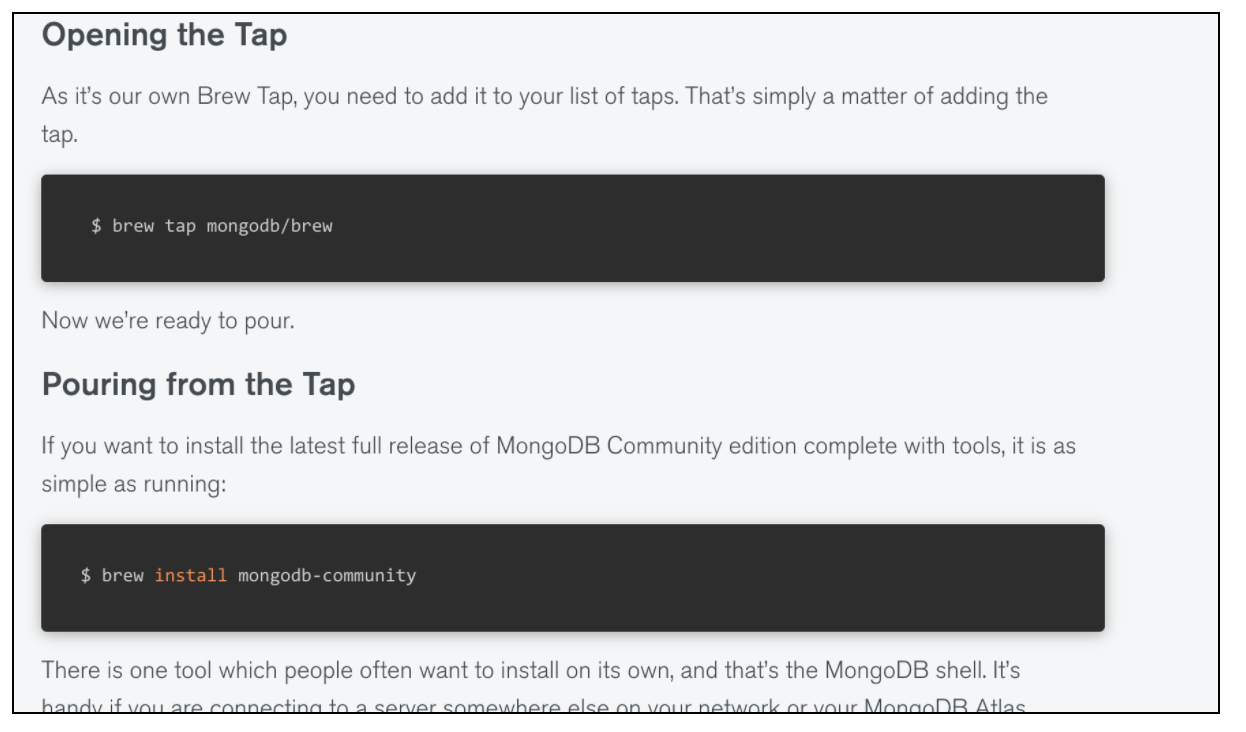 Opening the Tap
As it's our own Brew Tap, you need to add it to your list of taps. That's simply a matter of adding the
tap.
$ brew tap mongodb/brew
Now we're ready to pour.
Pouring from the Tap
If you want to install the latest full release of MongoDB Community edition complete with tools, it is as
simple as running:
$ brew install mongodb-community
There is one tool which people often want to install on its own, and that's the MongoDB shell. It's
handy if you are connecting to a server somewhere else on your network or your MongoDB Atlas